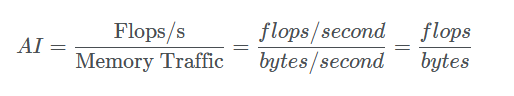 AI = Flops/s / Memory Traffic = flops/second / bytes/second = flops / bytes